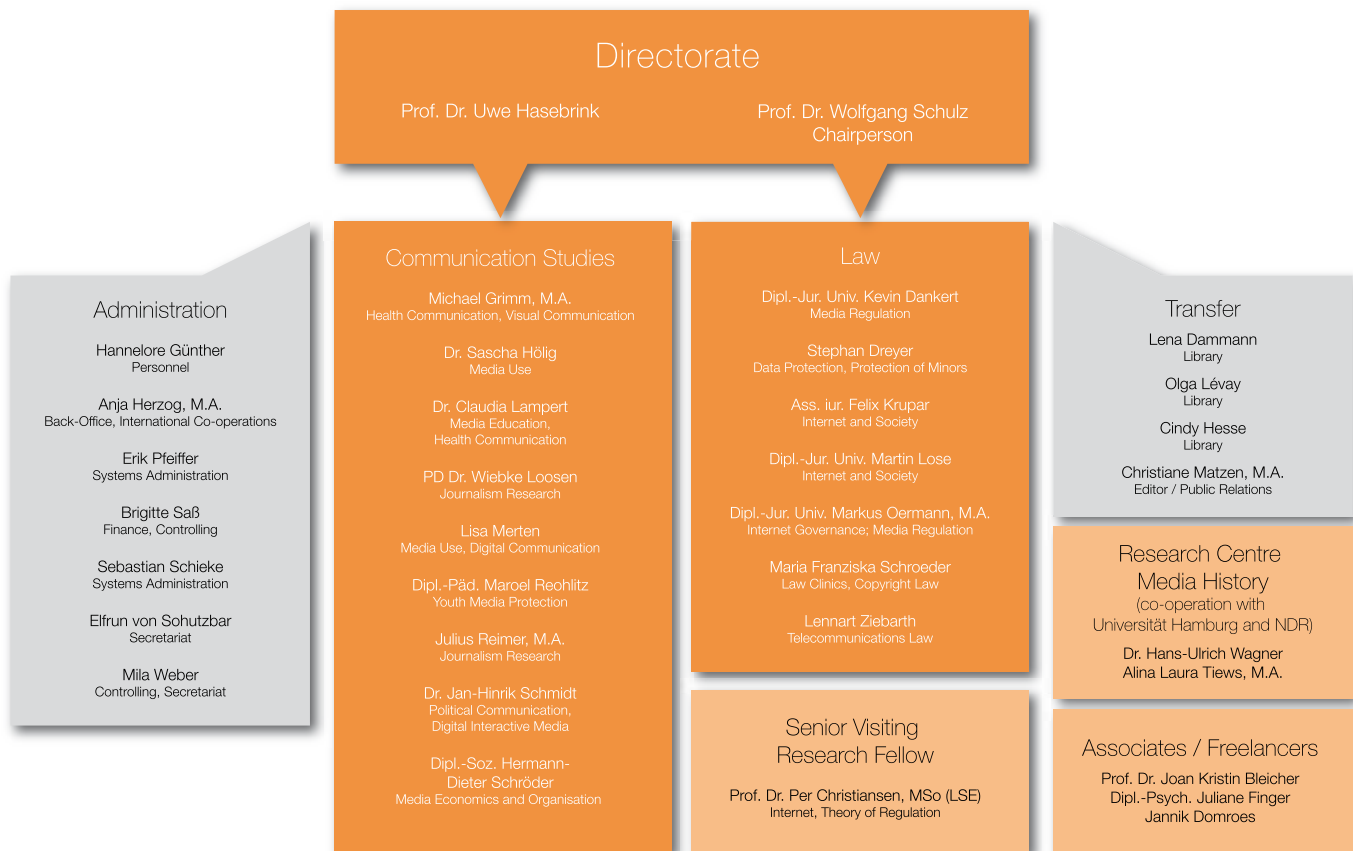 Directorate
Prof. Dr. Uwe Hasebrink
Prof. Dr. Wolfgang Schulz
Chairperson
Administration
Hannelore Günther
Personnel
Anja Herzog, M.A.
Back-Office, International Co-operations
Erik Pfeiffer
Systems Administration
Brigitte Saß
Finance, Controlling
Sebastian Schieke
Systems Administration
Elfrun von Sohutzbar
Secretariat
Mila Weber
Controlling, Secretariat
Communication Studies
Michael Grimm, M.A.
Health Communication, Visual Communication
Dr. Sascha Hölig
Media Use
Dr. Claudia Lampert
Media Education,
Health Communication
PD Dr. Wiebke Loosen
Journalism Research
Lisa Merten
Media Use, Digital Communication
Dipl.-Päd. Maroel Reohlitz
Youth Media Protection
Julius Reimer, M.A.
Journalism Research
Dr. Jan-Hinrik Schmidt
Political Communication,
Digital Interactive Media
Dipl.-Soz. Hermann-
Dieter Schröder
Media Economics and Organisation
Law
Dipl.-Jur. Univ. Kevin Dankert
Media Regulation
Stephan Dreyer
Data Protection, Protection of Minors
Ass. iur. Felix Krupar
Internet and Society
Dipl.-Jur. Univ. Martin Lose
Internet and Society
Dipl.-Jur. Univ. Markus Oermann, M.A.
Internet Governance; Media Regulation
Maria Franziska Schroeder
Law Clinics, Copyright Law
Lennart Ziebarth
Telecommunications Law
Senior Visiting
Research Fellow
Prof. Dr. Per Christiansen, MSo (LSE)
Internet, Theory of Regulation
Transfer
Lena Dammann
Library
Olga Lévay
Library
Cindy Hesse
Library
Christiane Matzen, M.A.
Editor / Public Relations
Research Centre
Media History
(co-operation with
Universität Hamburg and NDR)
Dr. Hans-Ulrich Wagner
Alina Laura Tiews, M.A.
Associates / Freelancers
Prof. Dr. Joan Kristin Bleicher
Dipl.-Psych. Juliane Finger
Jannik Domroes